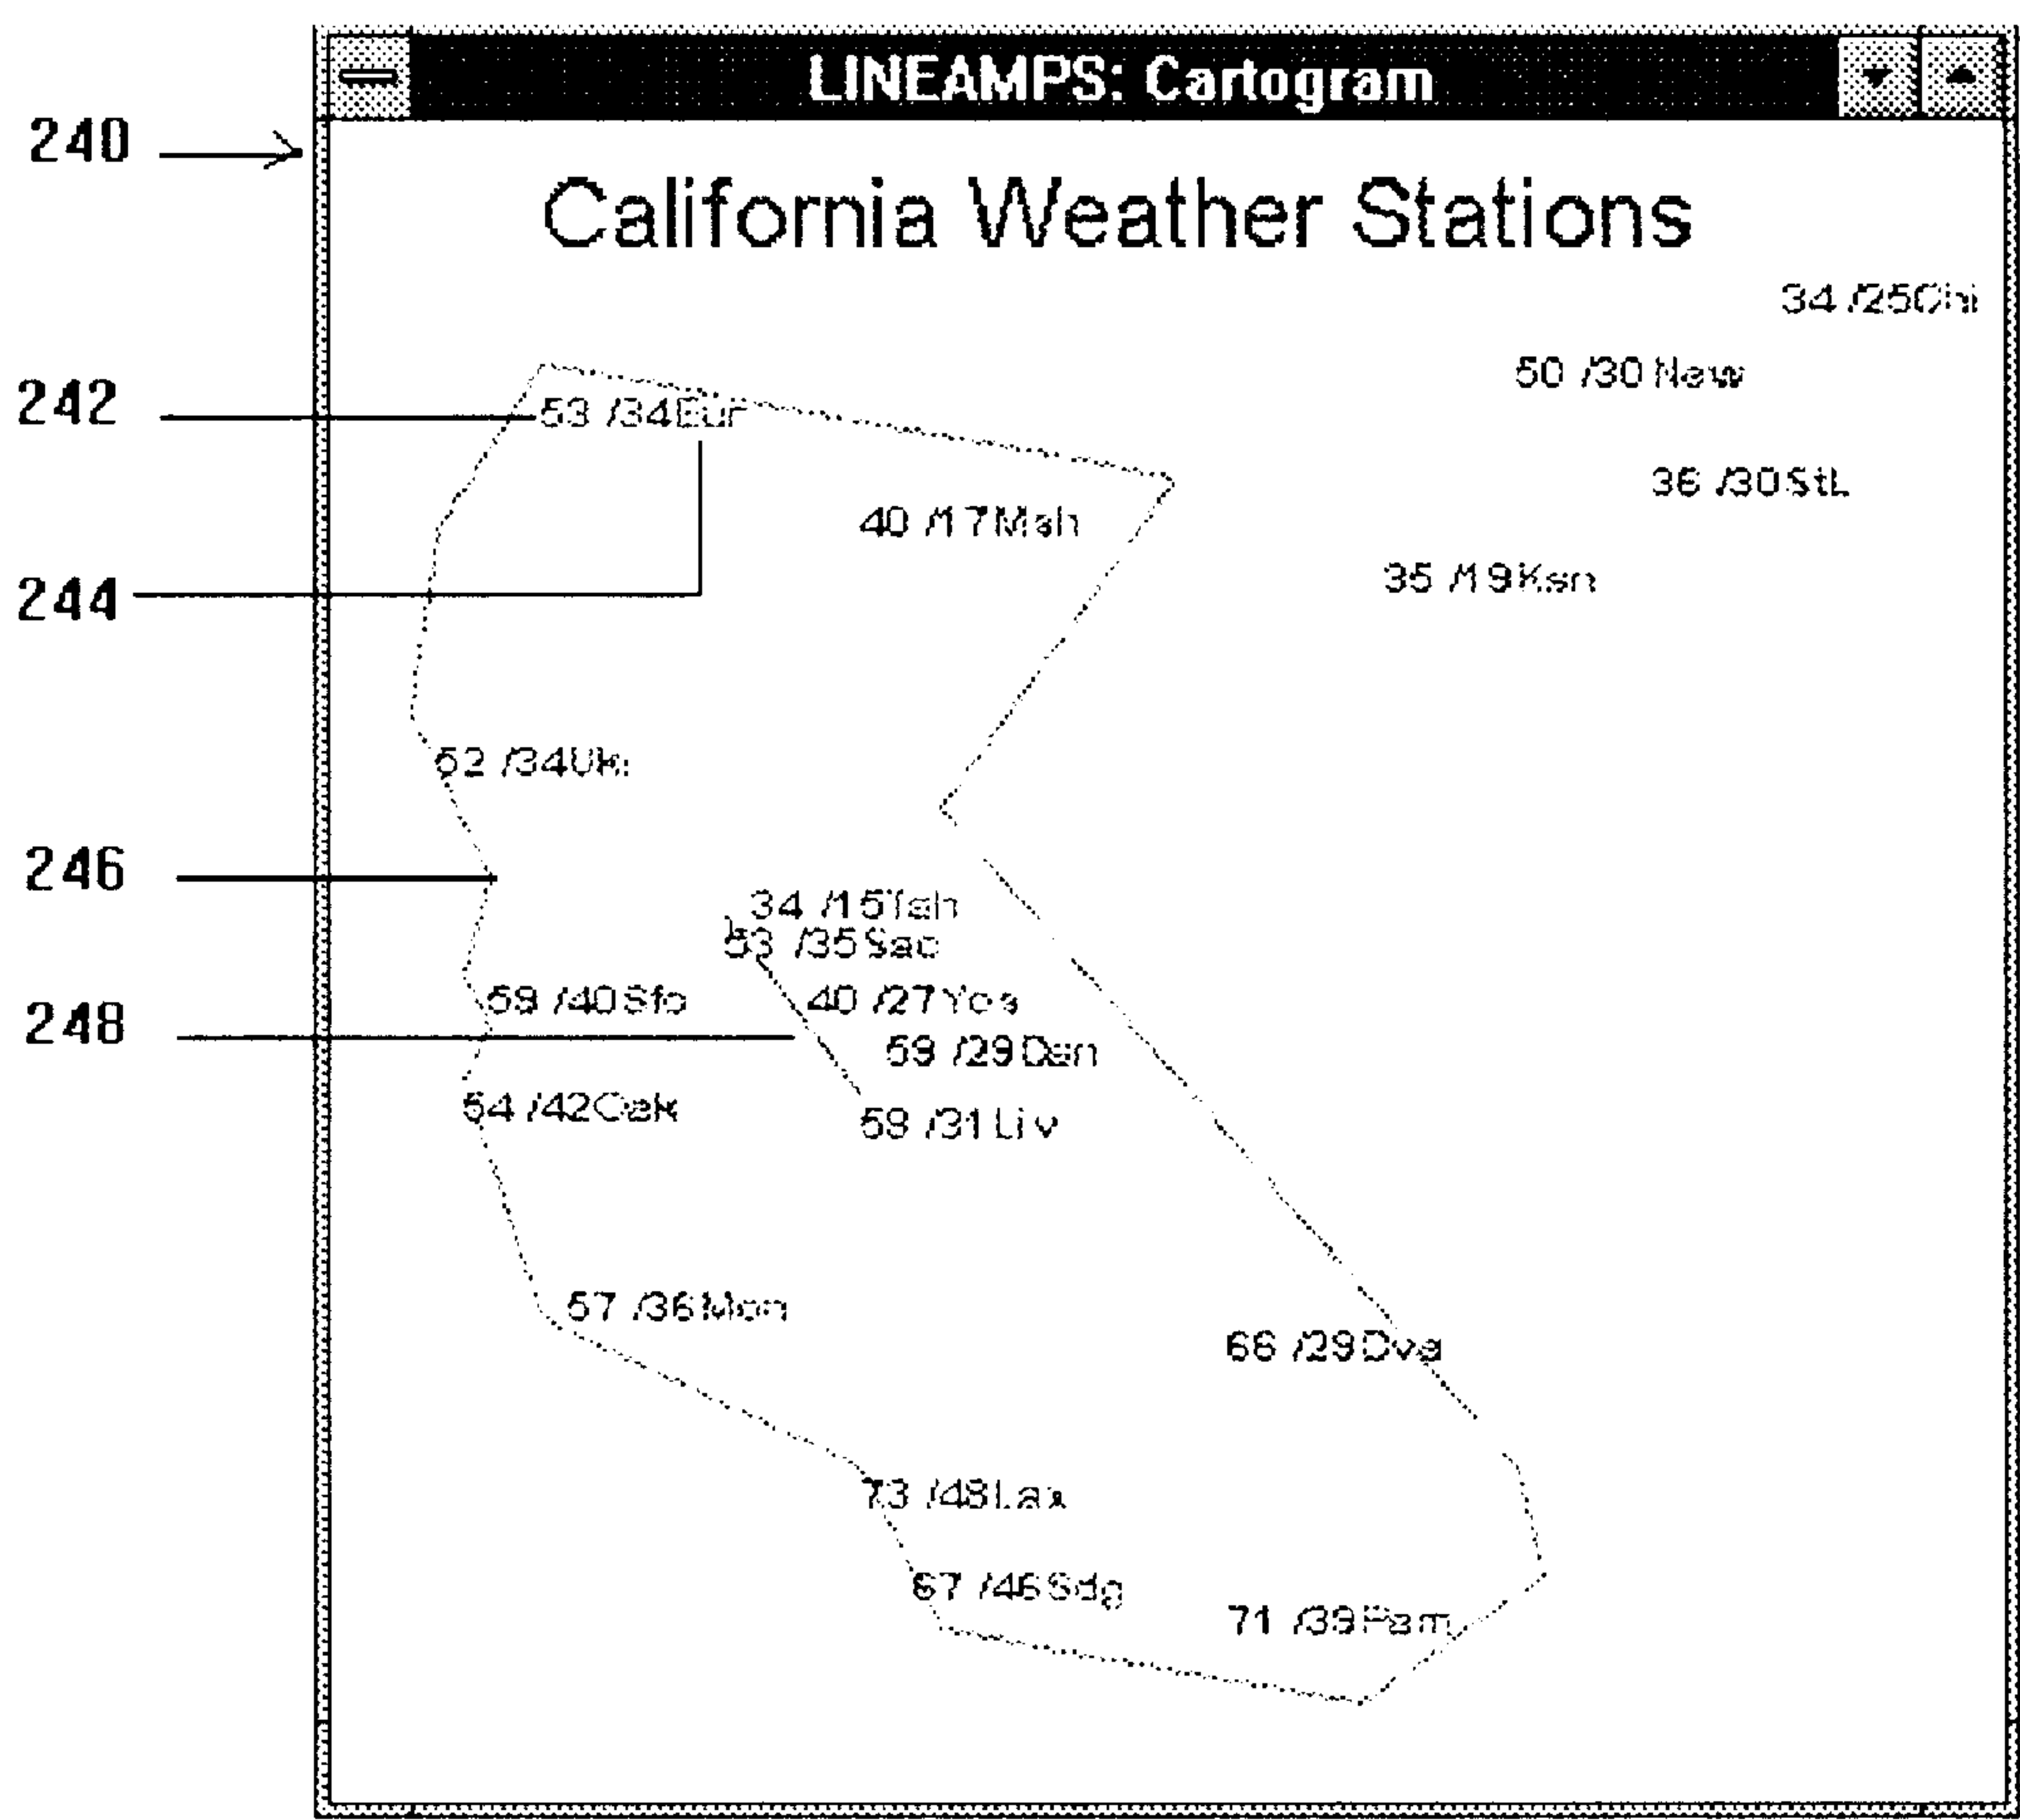 LINEAMPS: Cartogram
240
California Weather Stations
34 /25Chi
50 /30 New
242
53 /34Eur
36 /30StL
40 /17Msh
35 /19Ksn
244
52 /34Uki
246
34 /15Tah
53 /35Sac
59 /40Sfo
40 /27Yos
248
59 /29Dan
54 /42Oak
59 /31Liv
57 /36Mon
66 /29Dva
73 /48Lax
67 /46Sdg
71 /39Pam